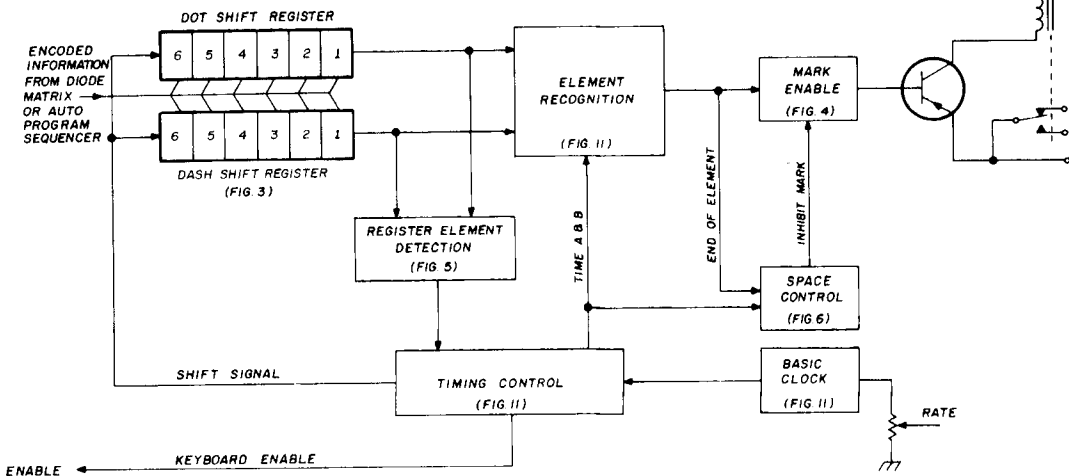 DOT SHIFT REGISTER
6 5 4 3 2 1
ENCODED
INFORMATION
FROM DIODE
MATRIX
OR AUTO
PROGRAM
SEQUENCER
6 5 4 3 2 1
DASH SHIFT REGISTER
(FIG. 3)
ELEMENT
RECOGNITION
(FIG. 11)
MARK
ENABLE
(FIG. 4)
REGISTER ELEMENT
DETECTION
(FIG. 5)
TIME A & B
END OF ELEMENT
INHIBIT MARK
SPACE
CONTROL
(FIG. 6)
SHIFT SIGNAL
TIMING CONTROL
(FIG. 11)
BASIC
CLOCK
(FIG. 11)
RATE
ENABLE
KEYBOARD ENABLE